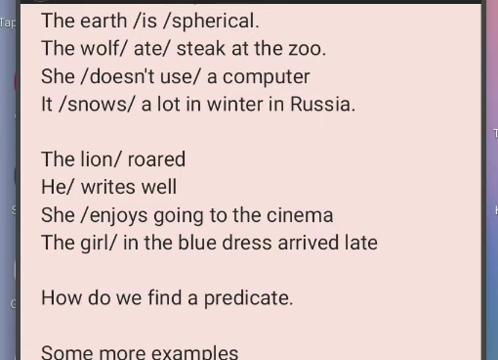 The earth /is /spherical.
The wolf/ ate/ steak at the zoo.
She /doesn't use/ a computer
It /snows/ a lot in winter in Russia.
The lion/ roared
He/ writes well
She /enjoys going to the cinema
The girl/ in the blue dress arrived late
How do we find a predicate.
Some more examples